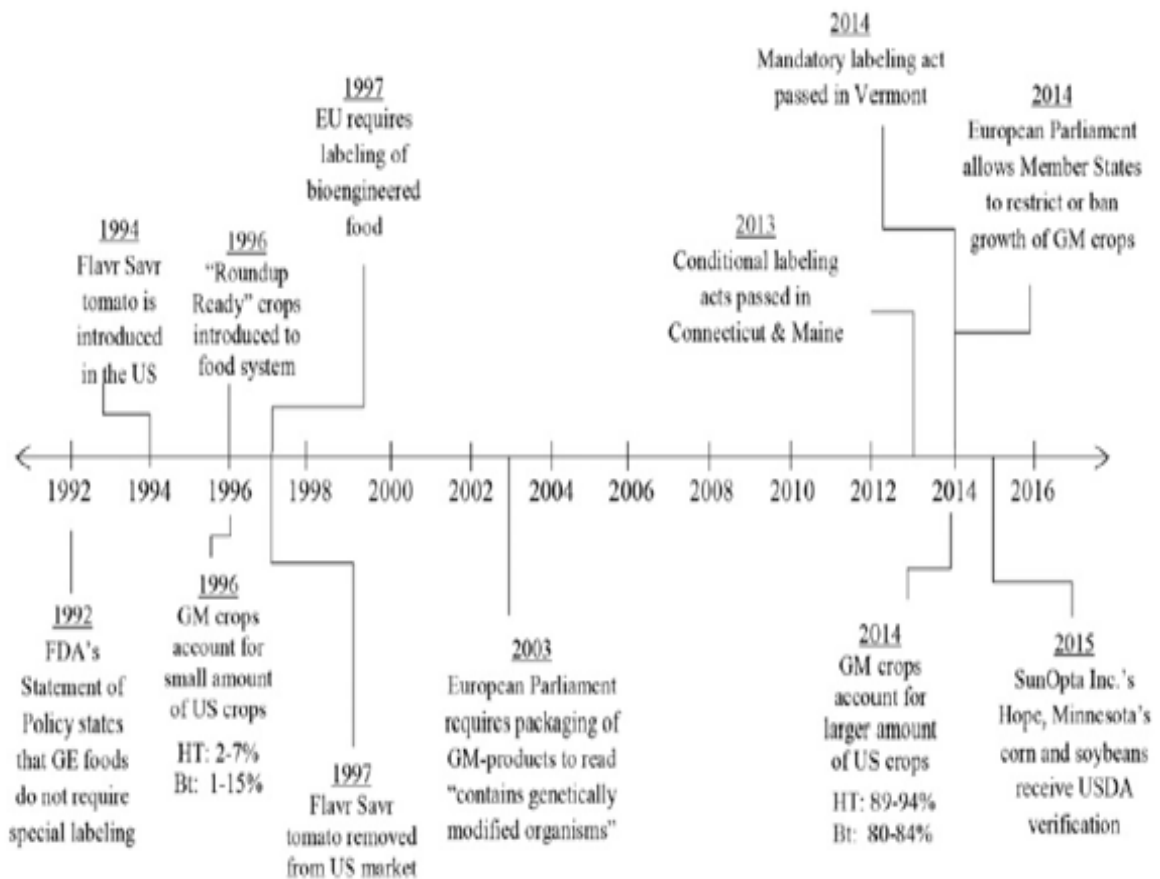 2014
Mandatory labeling act
passed in Vermont
1997
EU requires
labeling of
bioengineered
food
2014
European Parliament
allows Member States
to restrict or ban
growth of GM crops
1994
Flavr Savr
tomato is
introduced
in the US
1996
“Roundup
Ready” crops
introduced to
food system
2013
Conditional labeling
acts passed in
Connecticut & Maine
1992 1994 1996 1998 2000 2002 2004 2006 2008 2010 2012 2014 2016
1992
FDA’s
Statement of
Policy states
that GE foods
do not require
special labeling
1996
GM crops
account for
small amount
of US crops
HT: 2-7%
Bt: 1-15%
1997
Flavr Savr
tomato removed
from US market
2003
European Parliament
requires packaging of
GM-products to read
“contains genetically
modified organisms”
2014
GM crops
account for
larger amount
of US crops
HT: 89-94%
Bt: 80-84%
2015
SunOpta Inc.’s
Hope, Minnesota’s
corn and soybeans
receive USDA
verification